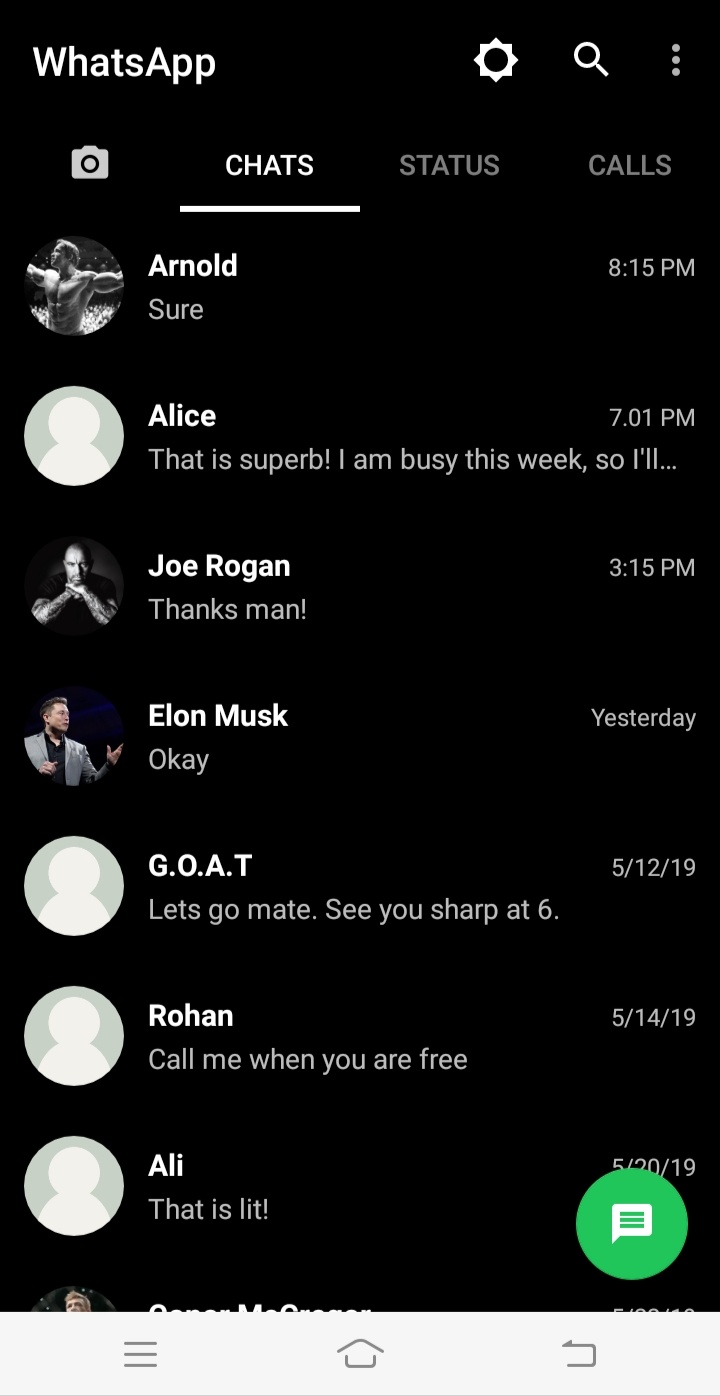 WhatsApp
CHATS STATUS CALLS
Arnold 8:15 PM
Sure
Alice 7.01 PM
That is superb! I am busy this week, so I'll...
Joe Rogan 3:15 PM
Thanks man!
Elon Musk Yesterday
Okay
G.O.A.T 5/12/19
Lets go mate. See you sharp at 6.
Rohan 5/14/19
Call me when you are free
Ali 5/20/19
That is lit!
Conor McGregor